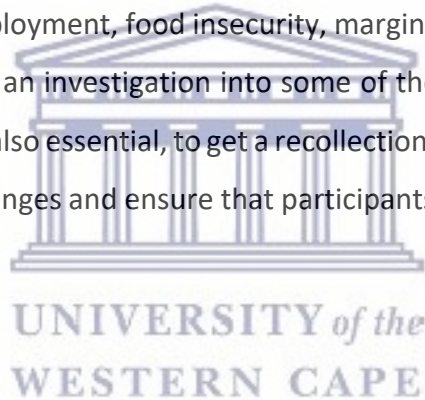 ployment, food insecurity, margin
an investigation into some of the
also essential, to get a recollection
nges and ensure that participants
UNIVERSITY of the
WESTERN CAPE